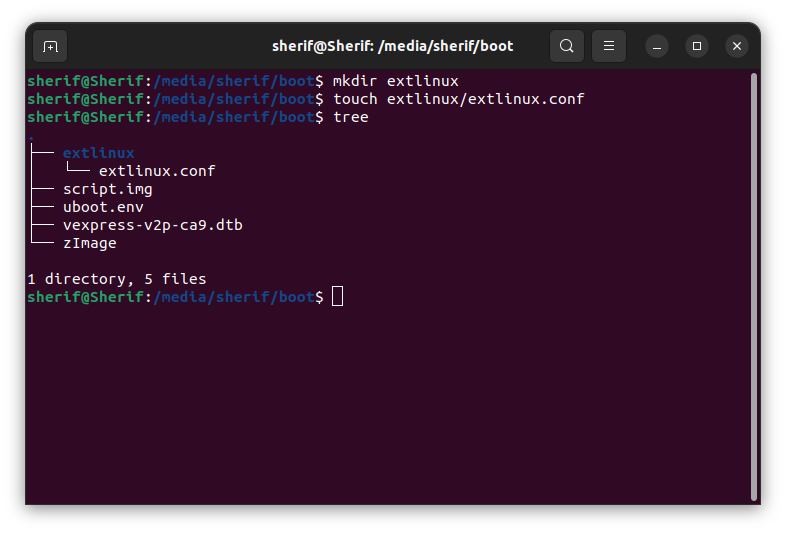 sherif@Sherif: /media/sherif/boot
sherif@Sherif:/media/sherif/boot$ mkdir extlinux
sherif@Sherif:/media/sherif/boot$ touch extlinux/extlinux.conf
sherif@Sherif:/media/sherif/boot$ tree
.
├── extlinux
│   └── extlinux.conf
├── script.img
├── uboot.env
├── vexpress-v2p-ca9.dtb
└── zImage
1 directory, 5 files
sherif@Sherif:/media/sherif/boot$